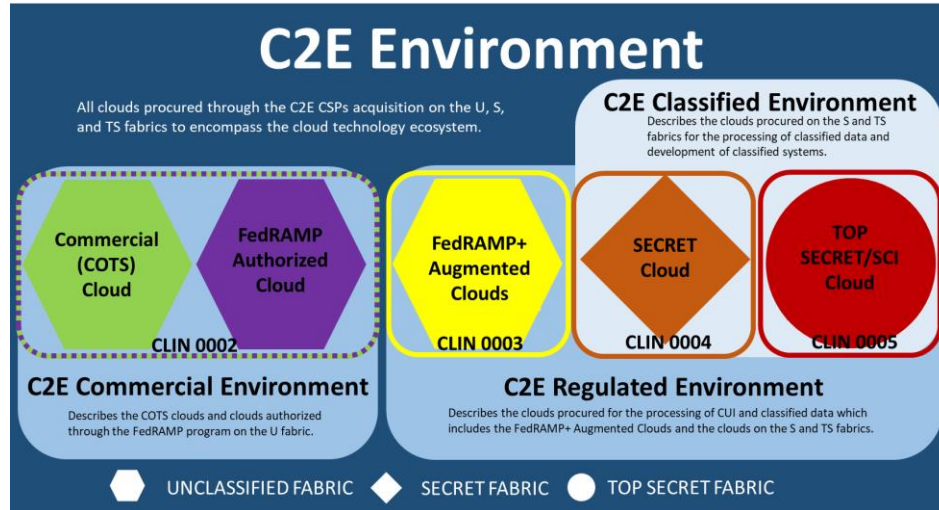 C2E Environment
All clouds procured through the C2E CSPs acquisition on the U, S,
and TS fabrics to encompass the cloud technology ecosystem.
C2E Classified Environment
Describes the clouds procured on the S and TS
fabrics for the processing of classified data and
development of classified systems.
Commercial
(COTS)
Cloud
FedRAMP
Authorized
Cloud
CLIN 0002
FedRAMP+
Augmented
Clouds
CLIN 0003
SECRET
Cloud
CLIN 0004
TOP
SECRET/SCI
Cloud
CLIN 0005
C2E Commercial Environment
Describes the COTS clouds and clouds authorized
through the FedRAMP program on the U fabric.
C2E Regulated Environment
Describes the clouds procured for the processing of CUI and classified data which
includes the FedRAMP+ Augmented Clouds and the clouds on the S and TS fabrics.
UNCLASSIFIED FABRIC
SECRET FABRIC
TOP SECRET FABRIC